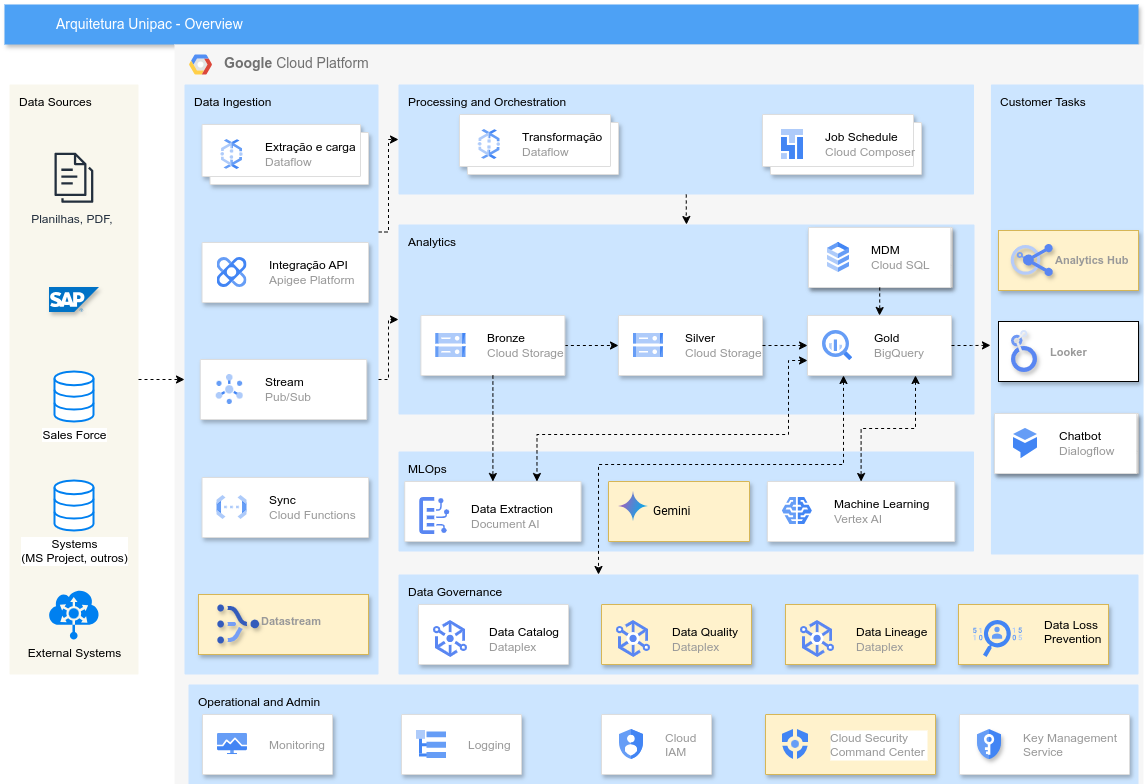 Arquitetura Unipac - Overview
Google Cloud Platform
Data Sources
Planilhas, PDF,
SAP
Sales Force
Systems
(MS Project, outros)
External Systems
Data Ingestion
Extração e carga
Dataflow
Integração API
Apigee Platform
Stream
Pub/Sub
Sync
Cloud Functions
Datastream
Processing and Orchestration
Transformação
Dataflow
Job Schedule
Cloud Composer
Analytics
MDM
Cloud SQL
Bronze
Cloud Storage
Silver
Cloud Storage
Gold
BigQuery
MLOps
Data Extraction
Document AI
Gemini
Machine Learning
Vertex AI
Customer Tasks
Analytics Hub
Looker
Chatbot
Dialogflow
Data Governance
Data Catalog
Dataplex
Data Quality
Dataplex
Data Lineage
Dataplex
Data Loss
Prevention
Operational and Admin
Monitoring
Logging
Cloud
IAM
Cloud Security
Command Center
Key Management
Service